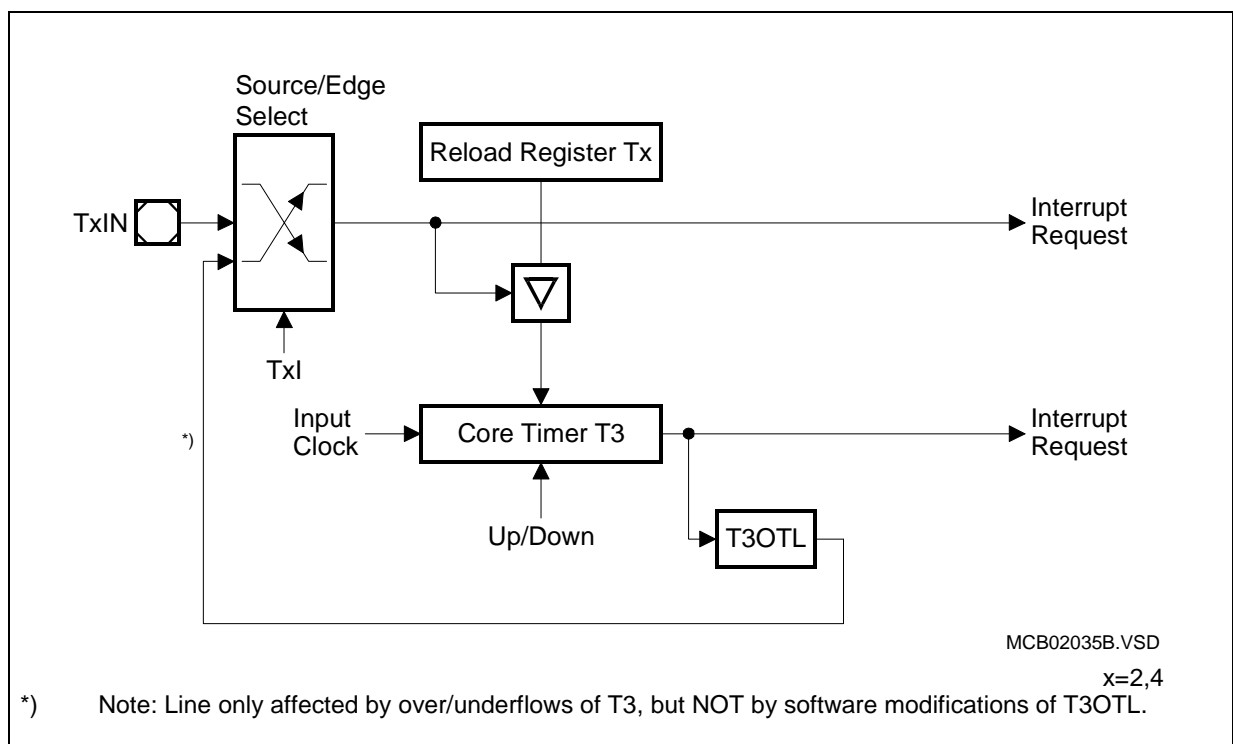 Source/Edge
Select
Reload Register Tx
TxIN
Interrupt
Request
TxI
Input
Clock
*)
Core Timer T3
Interrupt
Request
Up/Down
T3OTL
MCB02035B.VSD
x=2,4
*) Note: Line only affected by over/underflows of T3, but NOT by software modifications of T3OTL.